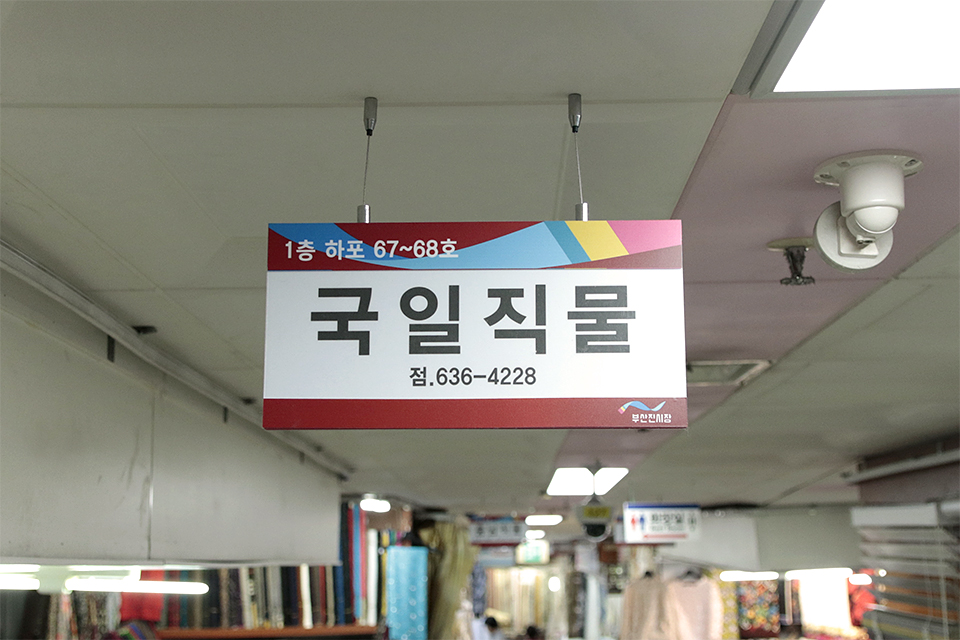 1층 하포 67~68호
국일직물
점.636-4228
부산진시장